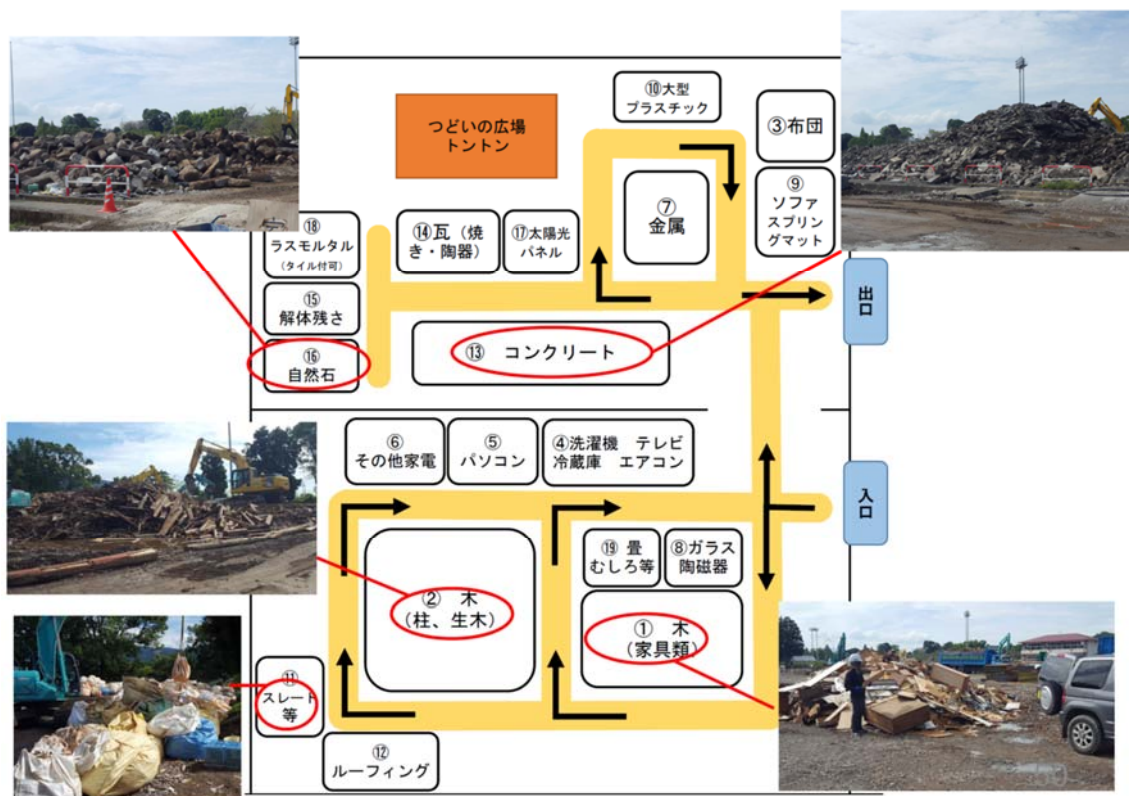 ⑩大型
プラスチック
つどいの広場
トントン
③布団
⑦
金属
⑨
ソファ
スプリン
グマット
⑱
ラスモルタル
(タイル付可)
⑭瓦(焼
き・陶器)
⑰太陽光
パネル
出口
⑮
解体残さ
⑬ コンクリート
⑯
自然石
⑥
その他家電
⑤
パソコン
④洗濯機 テレビ
冷蔵庫 エアコン
入口
⑲ 畳
むしろ等
⑧ガラス
陶磁器
② 木
(柱、生木)
① 木
(家具類)
⑪
スレート
等
⑫
ルーフィング